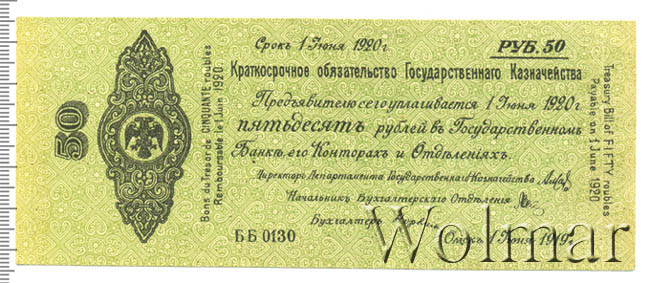 50
Bons du Trésor de CINQUANTE roubles
Remboursable le 1 Juin 1920.
Срокъ 1 Іюня 1920 г.
РУБ. 50
Краткосрочное обязательство Государственнаго Казначейства
Предъявителю сего уплачивается 1 Іюня 1920 г.
пятьдесятъ рублей въ Государственномъ
Банкѣ, его Конторахъ и Отдѣленіяхъ.
Директоръ Департамента Государственнаго Казначейства
Начальник Бухгалтерскаго Отдѣленія
Бухгалтеръ
ББ 0130
Омскъ 1 Іюня 1919 г.
Treasury Bill of FIFTY roubles
Payable on 1 June 1920
Wolmar